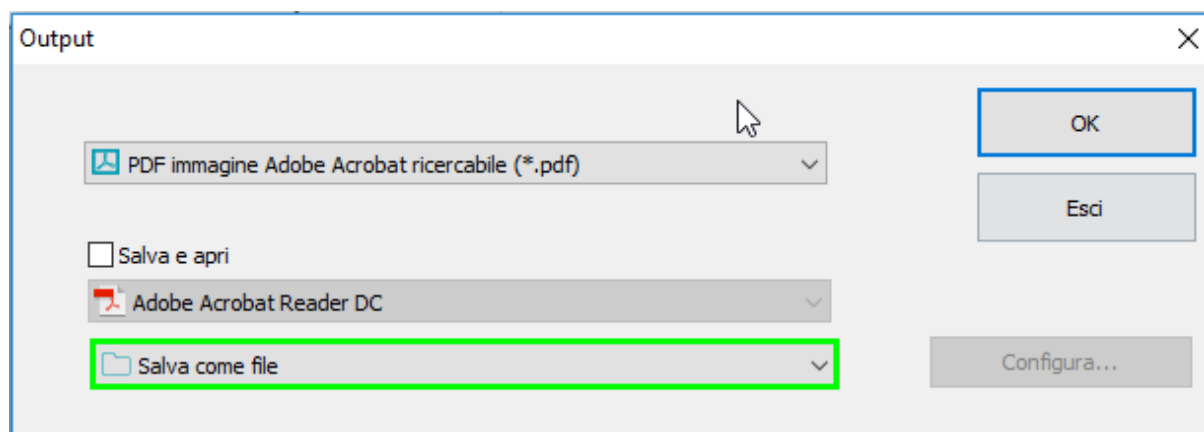 Output
OK
PDF immagine Adobe Acrobat ricercabile (*.pdf)
Esci
Salva e apri
Adobe Acrobat Reader DC
Salva come file
Configura...